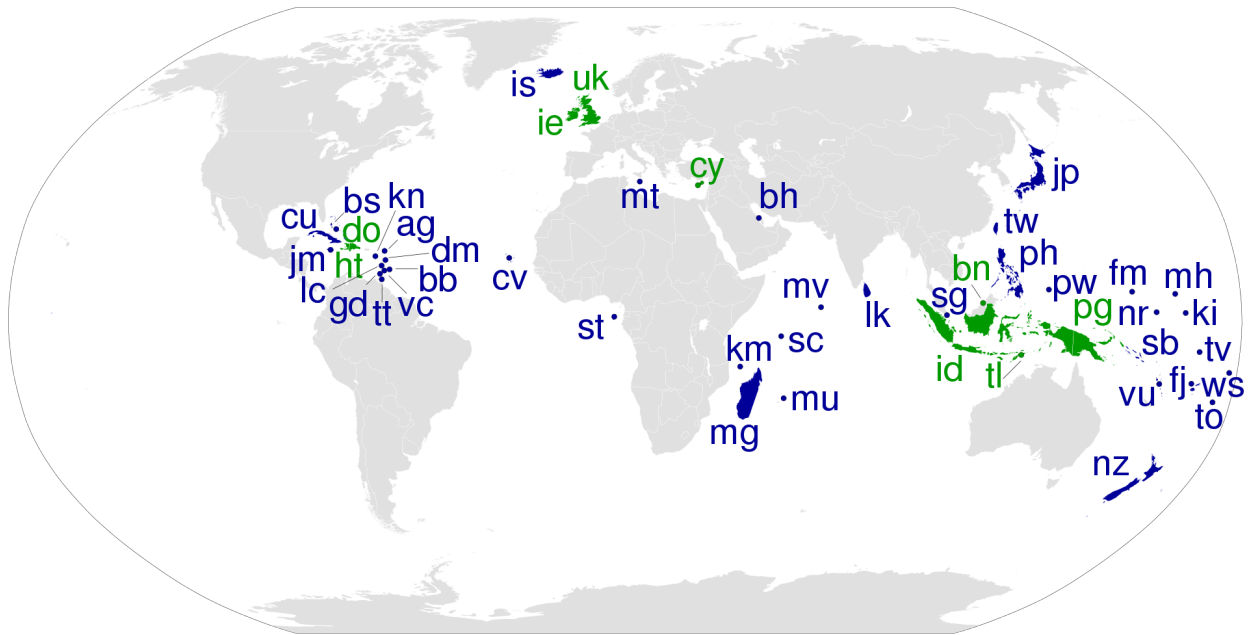 is
uk
ie
cy
mt
bh
jp
bs
kn
cu
do
ag
tw
jm
ht
dm
ph
lc
gd
tt
vc
bb
cv
bn
mv
sg
lk
pw
fm
mh
pg
nr
ki
st
sc
km
sb
tv
id
tl
mu
vu
fj
ws
to
mg
nz